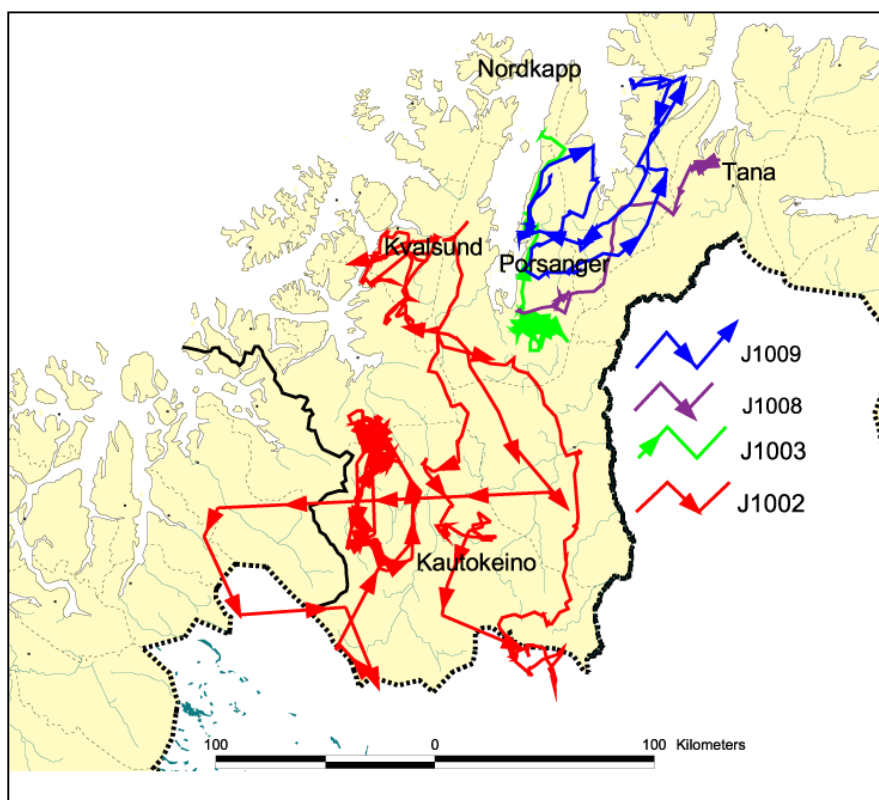 Nordkapp
Tana
Kvalsund
Porsanger
J1009
J1008
J1003
J1002
Kautokeino
100 0 100 Kilometers